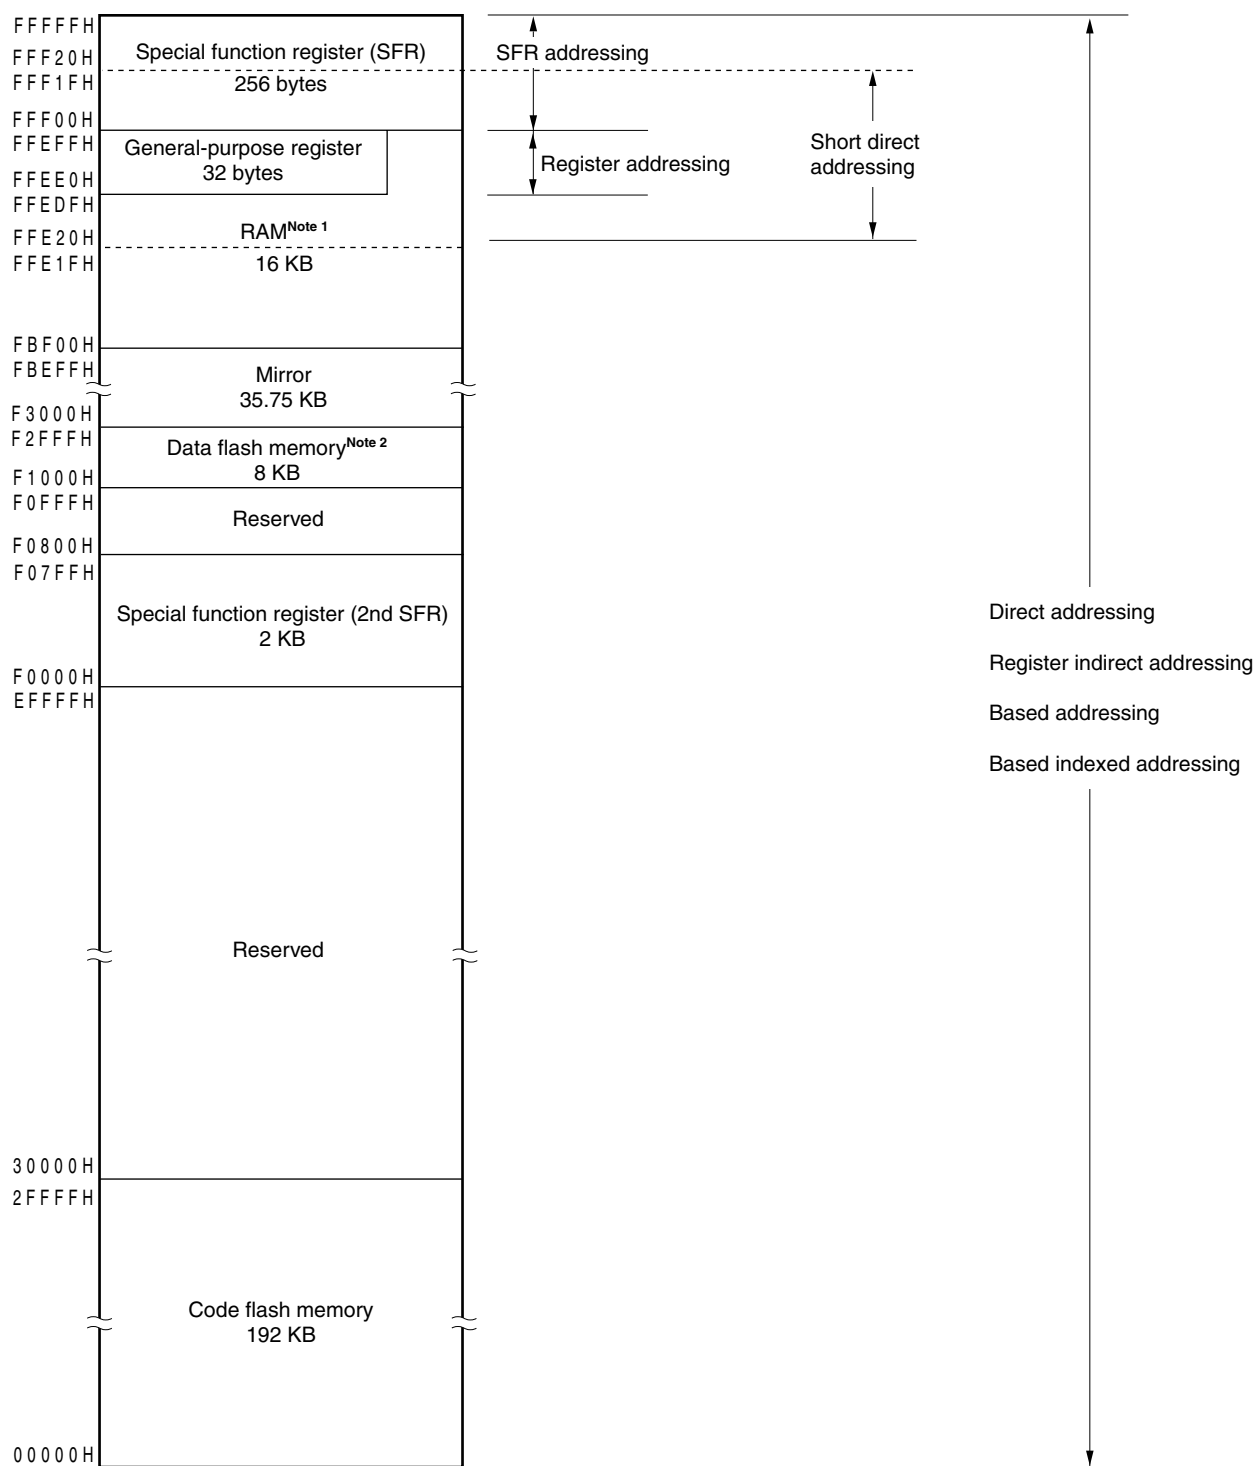 FFFFFH
Special function register (SFR)
SFR addressing
FFF20H
FFF1FH
256 bytes
FFF00H
FFEFFH
General-purpose register
32 bytes
Register addressing
Short direct
addressing
FFEE0H
FFEDFH
RAM Note 1
FFE20H
FFE1FH
16 KB
FBF00H
FBEFFH
Mirror
35.75 KB
F3000H
F2FFFH
Data flash memory Note 2
8 KB
F1000H
F0FFFH
Reserved
F0800H
F07FFH
Special function register (2nd SFR)
2 KB
Direct addressing
Register indirect addressing
Based addressing
Based indexed addressing
F0000H
EFFFFH
Reserved
30000H
2FFFFH
Code flash memory
192 KB
00000H